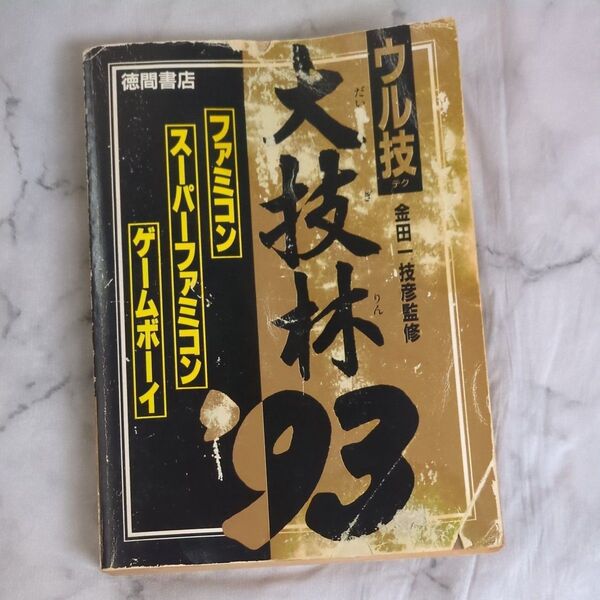 ウル技
テク
金田一技彦監修
大技林
だい ぎ りん
'93
徳間書店
ファミコン
スーパーファミコン
ゲームボーイ